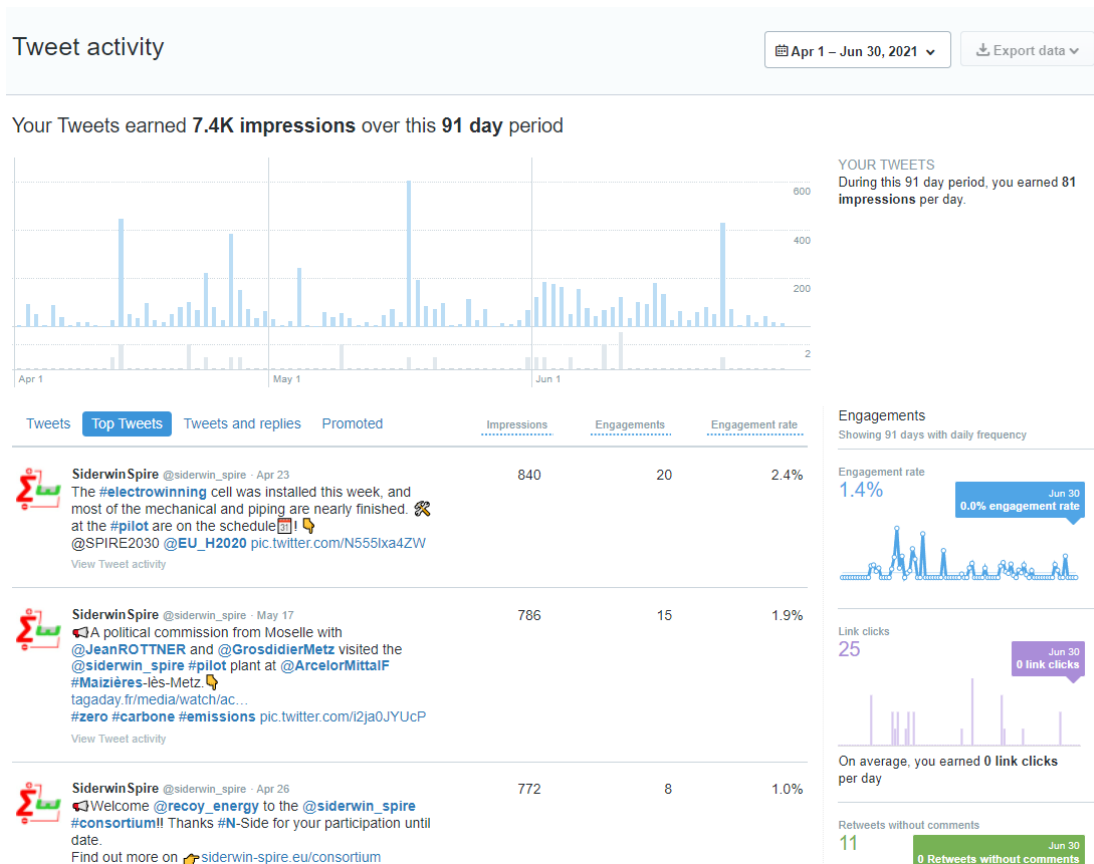 Tweet activity
Apr 1 – Jun 30, 2021
Export data
Your Tweets earned 7.4K impressions over this 91 day period
600
400
200
2
Apr 1
May 1
Jun 1
YOUR TWEETS
During this 91 day period, you earned 81
impressions per day.
Tweets
Top Tweets
Tweets and replies
Promoted
Impressions
Engagements
Engagement rate
SiderwinSpire @siderwin_spire · Apr 23
The #electrowinning cell was installed this week, and
most of the mechanical and piping are nearly finished. 🛠
at the #pilot are on the schedule📅! 👇
@SPIRE2030 @EU_H2020 pic.twitter.com/N555lxa4ZW
View Tweet activity
840
20
2.4%
SiderwinSpire @siderwin_spire · May 17
📢A political commission from Moselle with
@JeanROTTNER and @GrosdidierMetz visited the
@siderwin_spire #pilot plant at @ArcelorMittalF
#Maizières-lès-Metz.👇
tagaday.fr/media/watch/ac…
#zero #carbone #emissions pic.twitter.com/i2ja0JYUcP
View Tweet activity
786
15
1.9%
SiderwinSpire @siderwin_spire · Apr 26
📢Welcome @recoy_energy to the @siderwin_spire
#consortium!! Thanks #N-Side for your participation until
date.
Find out more on 👉siderwin-spire.eu/consortium
772
8
1.0%
Engagements
Showing 91 days with daily frequency
Engagement rate
1.4%
Jun 30
0.0% engagement rate
Link clicks
25
Jun 30
0 link clicks
On average, you earned 0 link clicks
per day
Retweets without comments
11
Jun 30
0 Retweets without comments